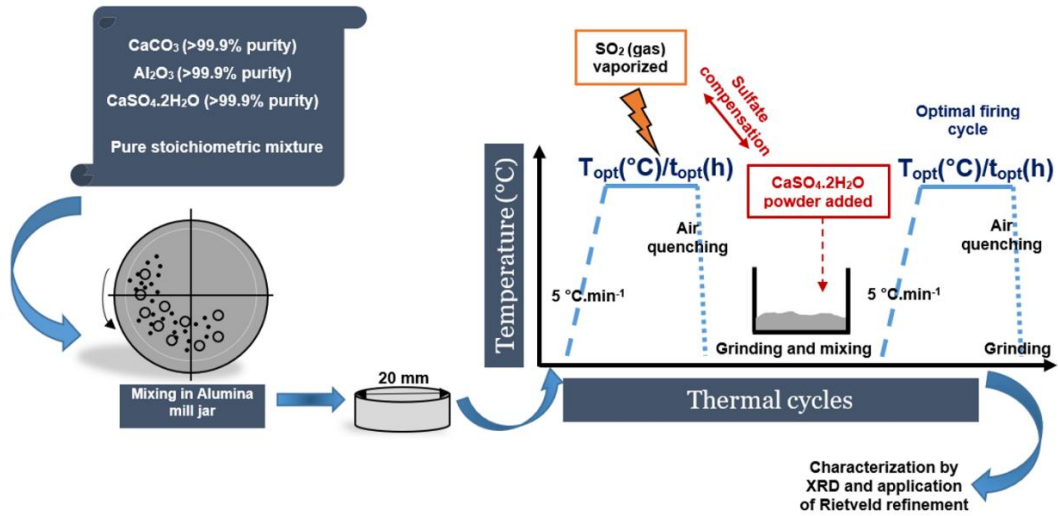 CaCO₃ (>99.9% purity)
Al₂O₃ (>99.9% purity)
CaSO₄.2H₂O (>99.9% purity)
Pure stoichiometric mixture
Mixing in Alumina
mill jar
20 mm
SO₂ (gas)
vaporized
Sulfate
compensation
Optimal firing
cycle
Temperature (°C)
Tₒₚₜ(°C)/tₒₚₜ(h)
CaSO₄.2H₂O
powder added
Tₒₚₜ(°C)/tₒₚₜ(h)
Air
quenching
Air
quenching
5 °C.min⁻¹
5 °C.min⁻¹
Grinding and mixing
Grinding
Thermal cycles
Characterization by
XRD and application
of Rietveld refinement